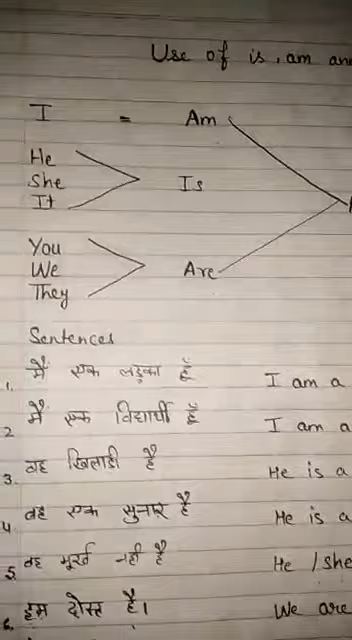 Use of is, am an
I = Am
He
She Is
It
You
We Are
They
Sentences
1. मैं एक लड़का हूँ I am a
2 मैं एक विद्यार्थी हूँ I am a
3. वह खिलाडी है He is a
4 वह एक सुनार है He is a
5. वह मूर्ख नही है He / she
6. हम दोस्त है। We are